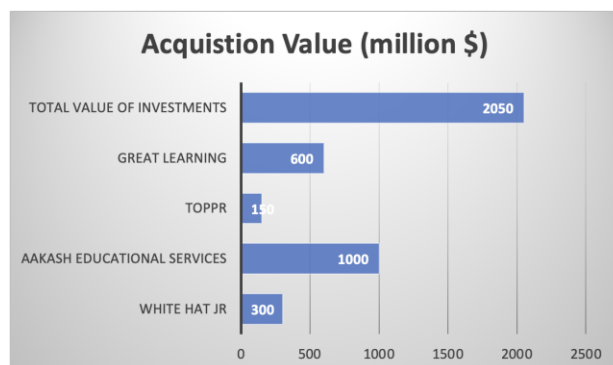 Acquistion Value (million $)
TOTAL VALUE OF INVESTMENTS 2050
GREAT LEARNING 600
TOPPR 150
AAKASH EDUCATIONAL SERVICES 1000
WHITE HAT JR 300
0 500 1000 1500 2000 2500